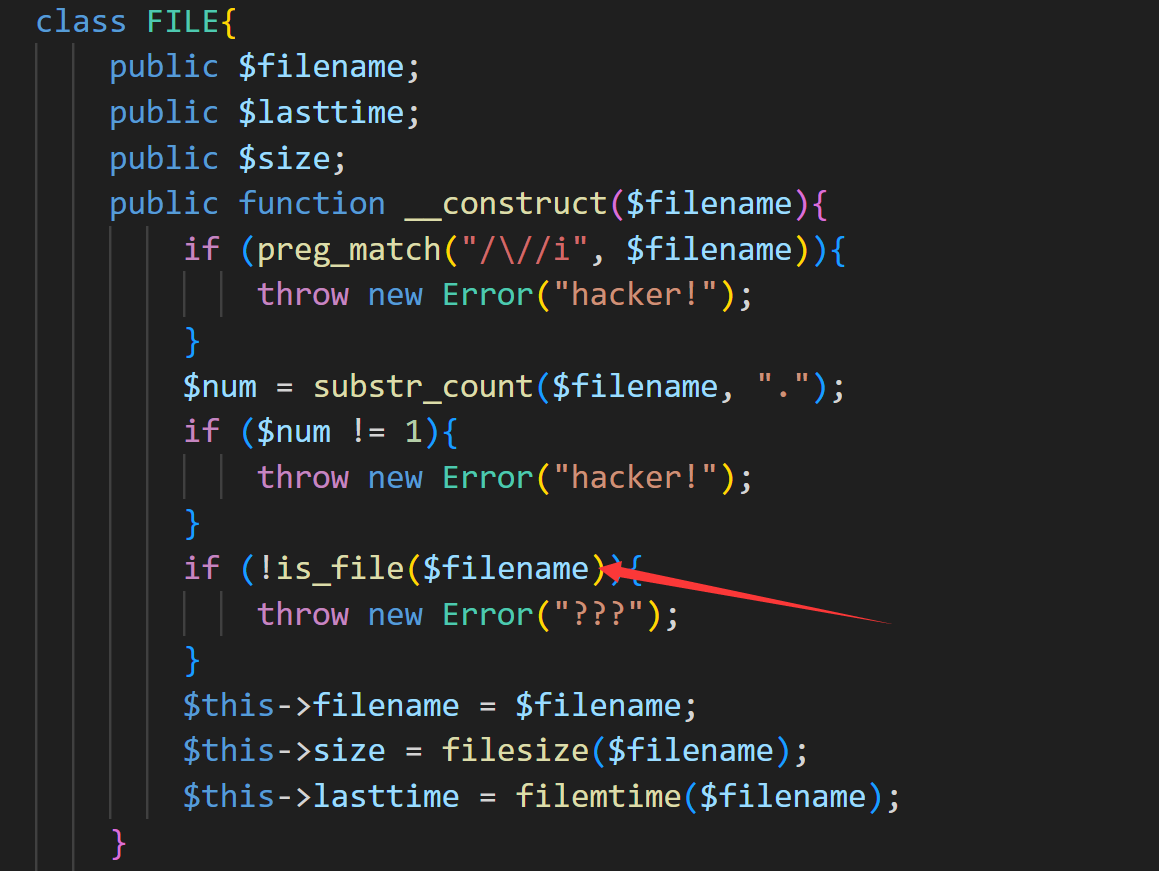 class FILE{
public $filename;
public $lasttime;
public $size;
public function __construct($filename){
if (preg_match("/\//i", $filename)){
throw new Error("hacker!");
}
$num = substr_count($filename, ".");
if ($num != 1){
throw new Error("hacker!");
}
if (!is_file($filename)){
throw new Error("???");
}
$this->filename = $filename;
$this->size = filesize($filename);
$this->lasttime = filemtime($filename);
}